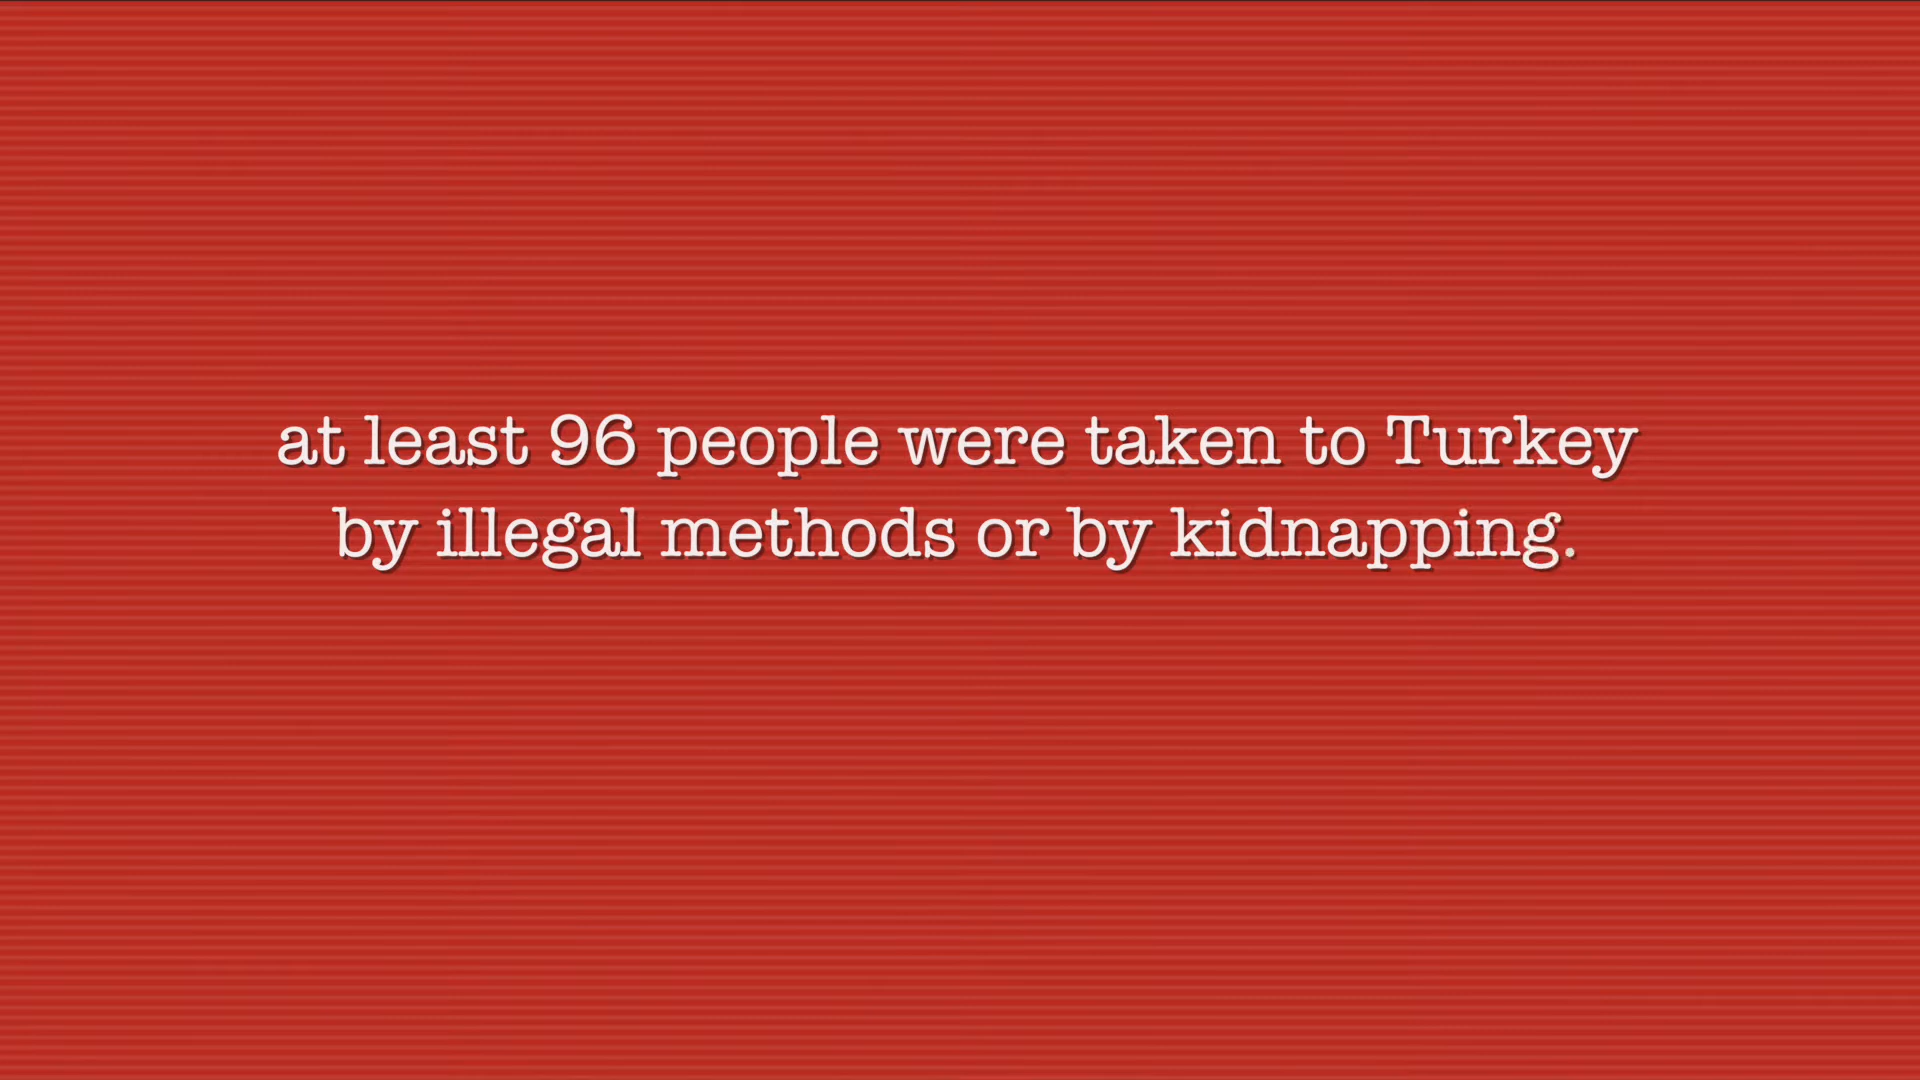 at least 96 people were taken to Turkey
by illegal methods or by kidnapping.